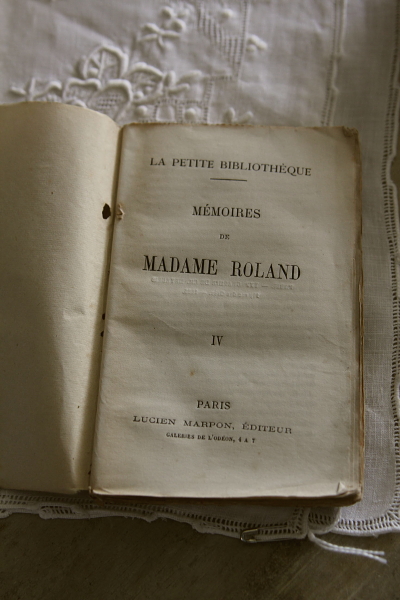 LA PETITE BIBLIOTHÈQUE
MÉMOIRES
DE
MADAME ROLAND
IV
PARIS
LUCIEN MARPON, ÉDITEUR
GALERIES DE L'ODÉON, 4 A 7